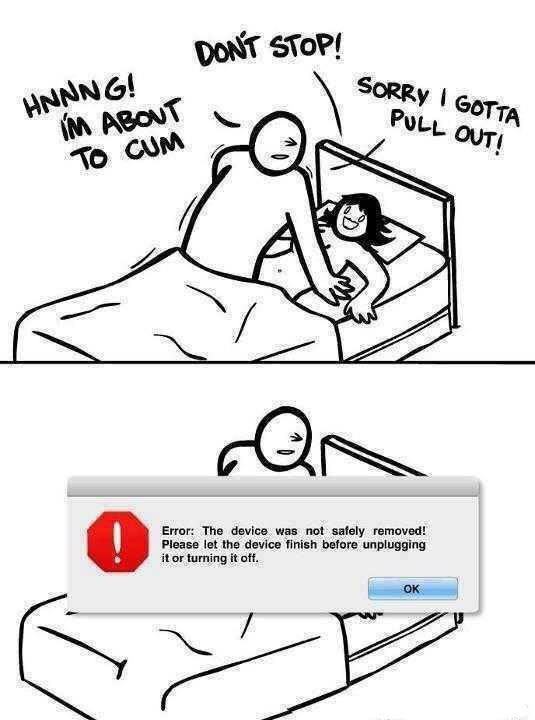 DON'T STOP!
HNNNG!
I'M ABOUT
TO CUM
SORRY I GOTTA
PULL OUT!
Error: The device was not safely removed!
Please let the device finish before unplugging
it or turning it off.
OK